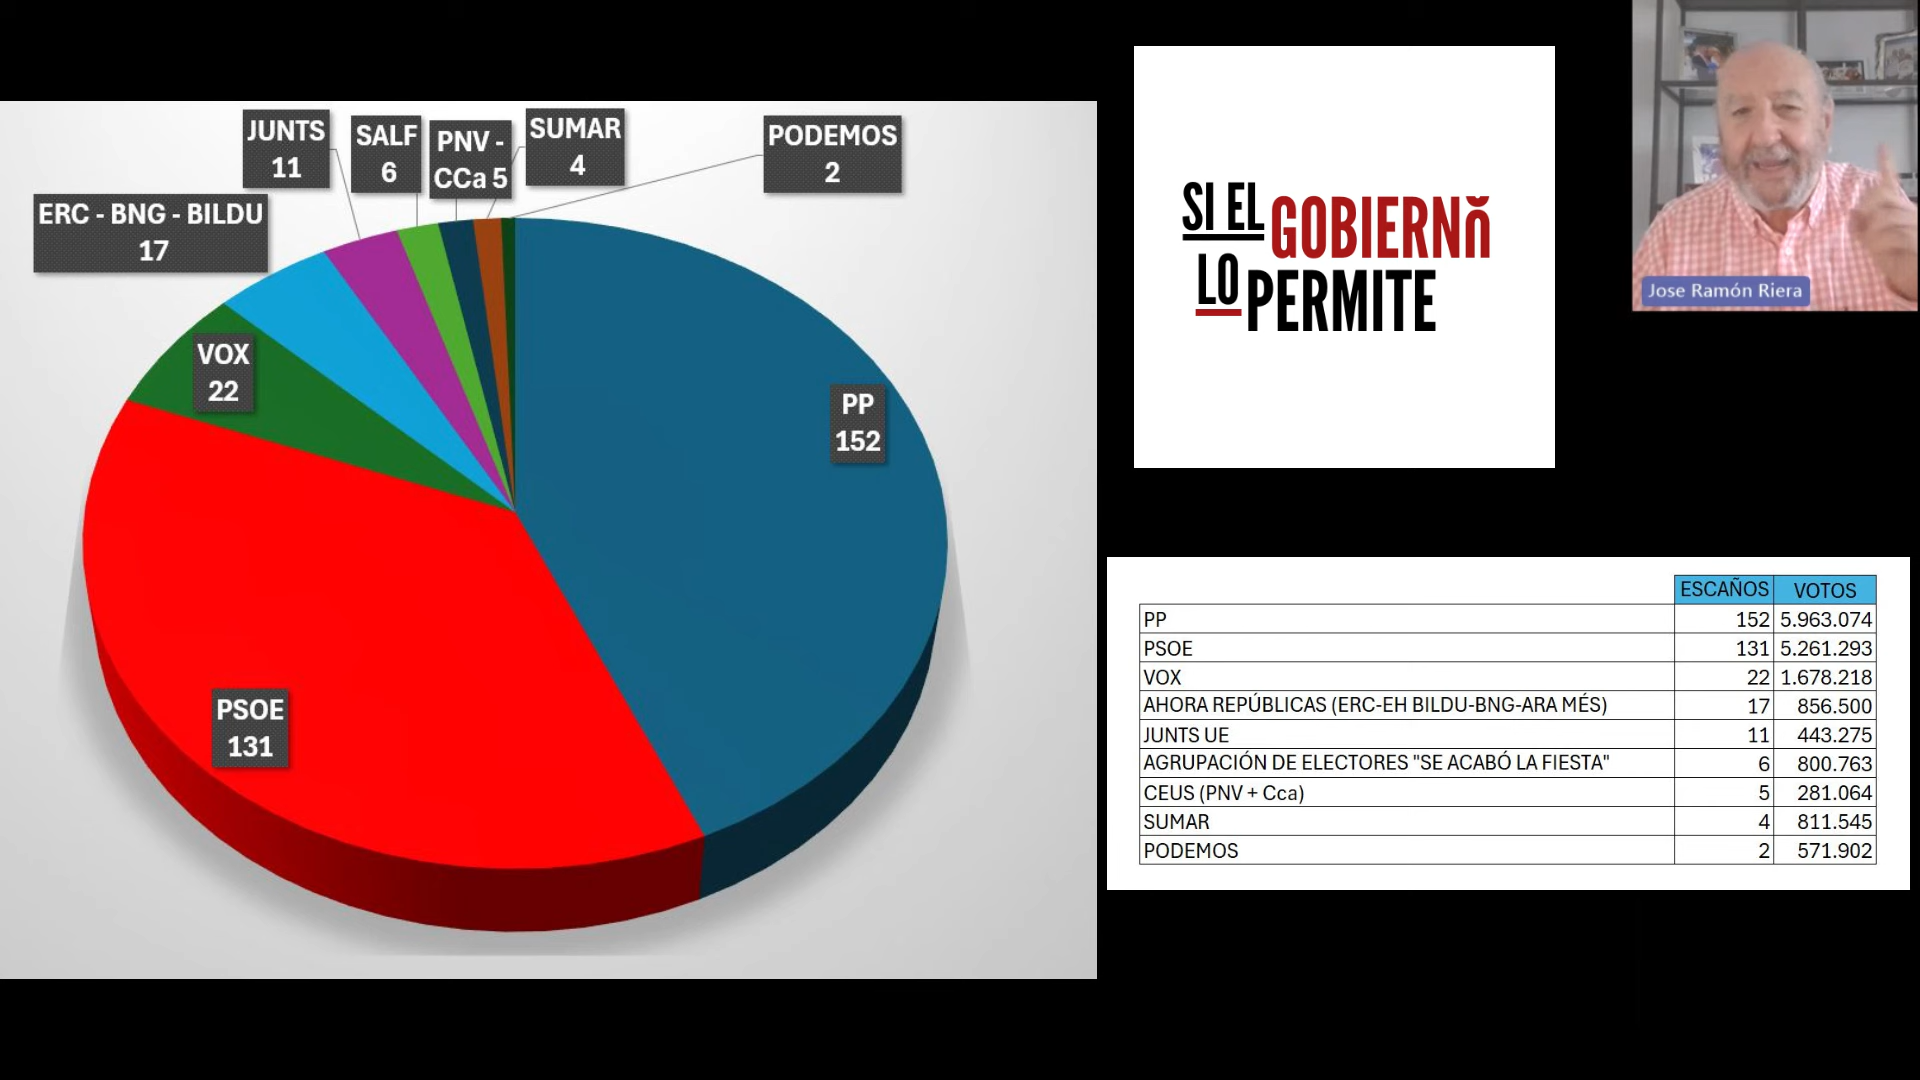 JUNTS
11
SALF
6
PNV -
CCa 5
SUMAR
4
PODEMOS
2
ERC - BNG - BILDU
17
VOX
22
PP
152
PSOE
131
SI EL GOBIERNO
LO PERMITE
Jose Ramón Riera
ESCAÑOS VOTOS
PP 152 5.963.074
PSOE 131 5.261.293
VOX 22 1.678.218
AHORA REPÚBLICAS (ERC-EH BILDU-BNG-ARA MÉS) 17 856.500
JUNTS UE 11 443.275
AGRUPACIÓN DE ELECTORES "SE ACABÓ LA FIESTA" 6 800.763
CEUS (PNV + Cca) 5 281.064
SUMAR 4 811.545
PODEMOS 2 571.902